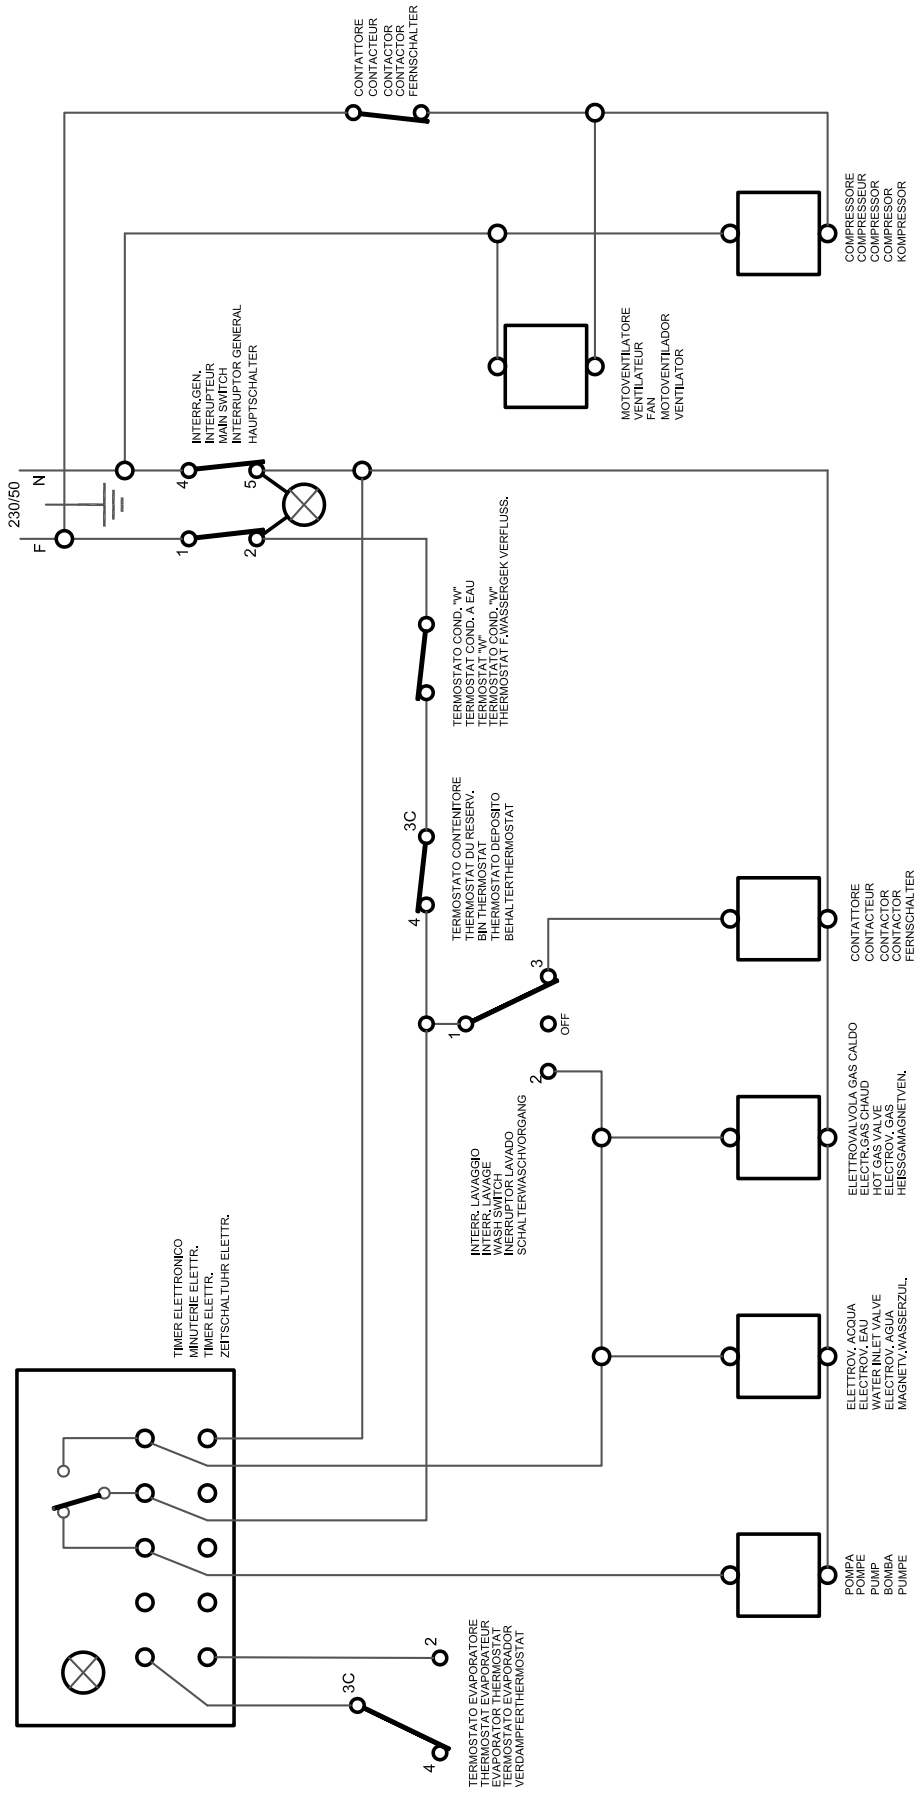 230/50
F
N
1
2
4
5
INTERR.GEN.
INTERUPTEUR
MAIN SWITCH
INTERRUPTOR GENERAL
HAUPTSCHALTER
CONTATTORE
CONTACTEUR
CONTACTOR
CONTACTOR
FERNSCHALTER
MOTOVENTILATORE
VENTILATEUR
FAN
MOTOVENTILADOR
VENTILATOR
COMPRESSORE
COMPRESSEUR
COMPRESSOR
COMPRESOR
KOMPRESSOR
TERMOSTATO COND. "W"
TERMOSTAT COND. A EAU
TERMOSTAT "W"
TERMOSTATO COND. "W"
THERMOSTAT F.WASSERGEK VERFLUSS.
3C
4
TERMOSTATO CONTENITORE
THERMOSTAT DU RESERV.
BIN THERMOSTAT
THERMOSTATO DEPOSITO
BEHALTERTHERMOSTAT
1
3
OFF
2
INTERR. LAVAGGIO
INTERR. LAVAGE
WASH SWITCH
INERRUPTOR LAVADO
SCHALTERWASCHVORGANG
CONTATTORE
CONTACTEUR
CONTACTOR
CONTACTOR
FERNSCHALTER
ELETTROVALVOLA GAS CALDO
ELECTR.GAS CHAUD
HOT GAS VALVE
ELECTROV. GAS
HEISSGAMAGNETVEN.
TIMER ELETTRONICO
MINUTERIE ELETTR.
TIMER ELETTR.
ZEITSCHALTUHR ELETTR.
ELETTROV. ACQUA
ELECTROV. EAU
WATER INLET VALVE
ELECTROV. AGUA
MAGNETV.WASSERZUL.
POMPA
POMPE
PUMP
BOMBA
PUMPE
3C
2
4
TERMOSTATO EVAPORATORE
THERMOSTAT EVAPORATEUR
EVAPORATOR THERMOSTAT
TERMOSTATO EVAPORADOR
VERDAMPFERTHERMOSTAT